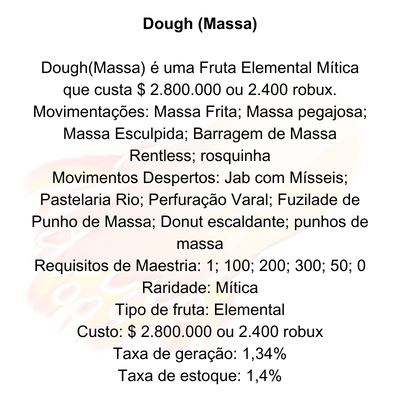 Dough (Massa)
Dough(Massa) é uma Fruta Elemental Mítica
que custa $ 2.800.000 ou 2.400 robux.
Movimentações: Massa Frita; Massa pegajosa;
Massa Esculpida; Barragem de Massa
Rentless; rosquinha
Movimentos Despertos: Jab com Mísseis;
Pastelaria Rio; Perfuração Varal; Fuzilade de
Punho de Massa; Donut escaldante; punhos de
massa
Requisitos de Maestria: 1; 100; 200; 300; 50; 0
Raridade: Mítica
Tipo de fruta: Elemental
Custo: $ 2.800.000 ou 2.400 robux
Taxa de geração: 1,34%
Taxa de estoque: 1,4%